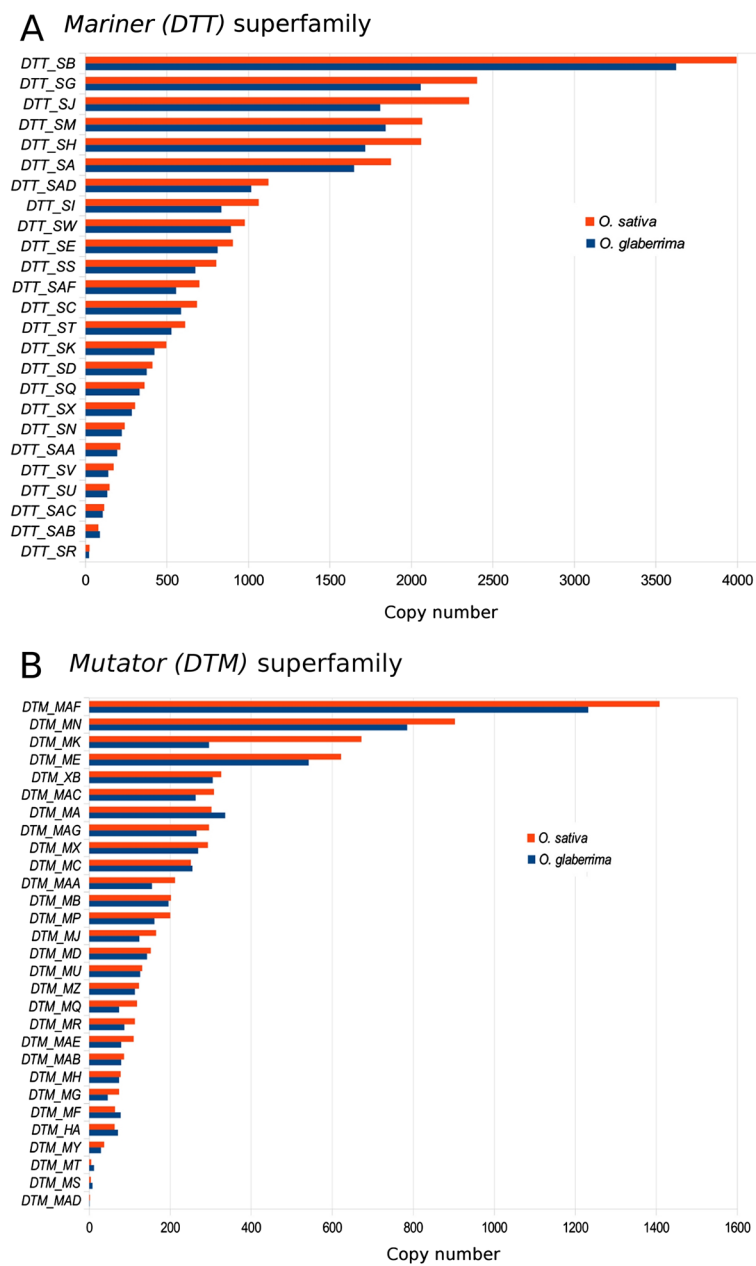 A Mariner (DTT) superfamily
DTT_SB
DTT_SG
DTT_SJ
DTT_SM
DTT_SH
DTT_SA
DTT_SAD
DTT_SI
DTT_SW
DTT_SE
DTT_SS
DTT_SAF
DTT_SC
DTT_ST
DTT_SK
DTT_SD
DTT_SQ
DTT_SX
DTT_SN
DTT_SAA
DTT_SV
DTT_SU
DTT_SAC
DTT_SAB
DTT_SR
O. sativa
O. glaberrima
0 500 1000 1500 2000 2500 3000 3500 4000
Copy number
B Mutator (DTM) superfamily
DTM_MAF
DTM_MN
DTM_MK
DTM_ME
DTM_XB
DTM_MAC
DTM_MA
DTM_MAG
DTM_MX
DTM_MC
DTM_MAA
DTM_MB
DTM_MP
DTM_MJ
DTM_MD
DTM_MU
DTM_MZ
DTM_MQ
DTM_MR
DTM_MAE
DTM_MAB
DTM_MH
DTM_MG
DTM_MF
DTM_HA
DTM_MY
DTM_MT
DTM_MS
DTM_MAD
O. sativa
O. glaberrima
0 200 400 600 800 1000 1200 1400 1600
Copy number